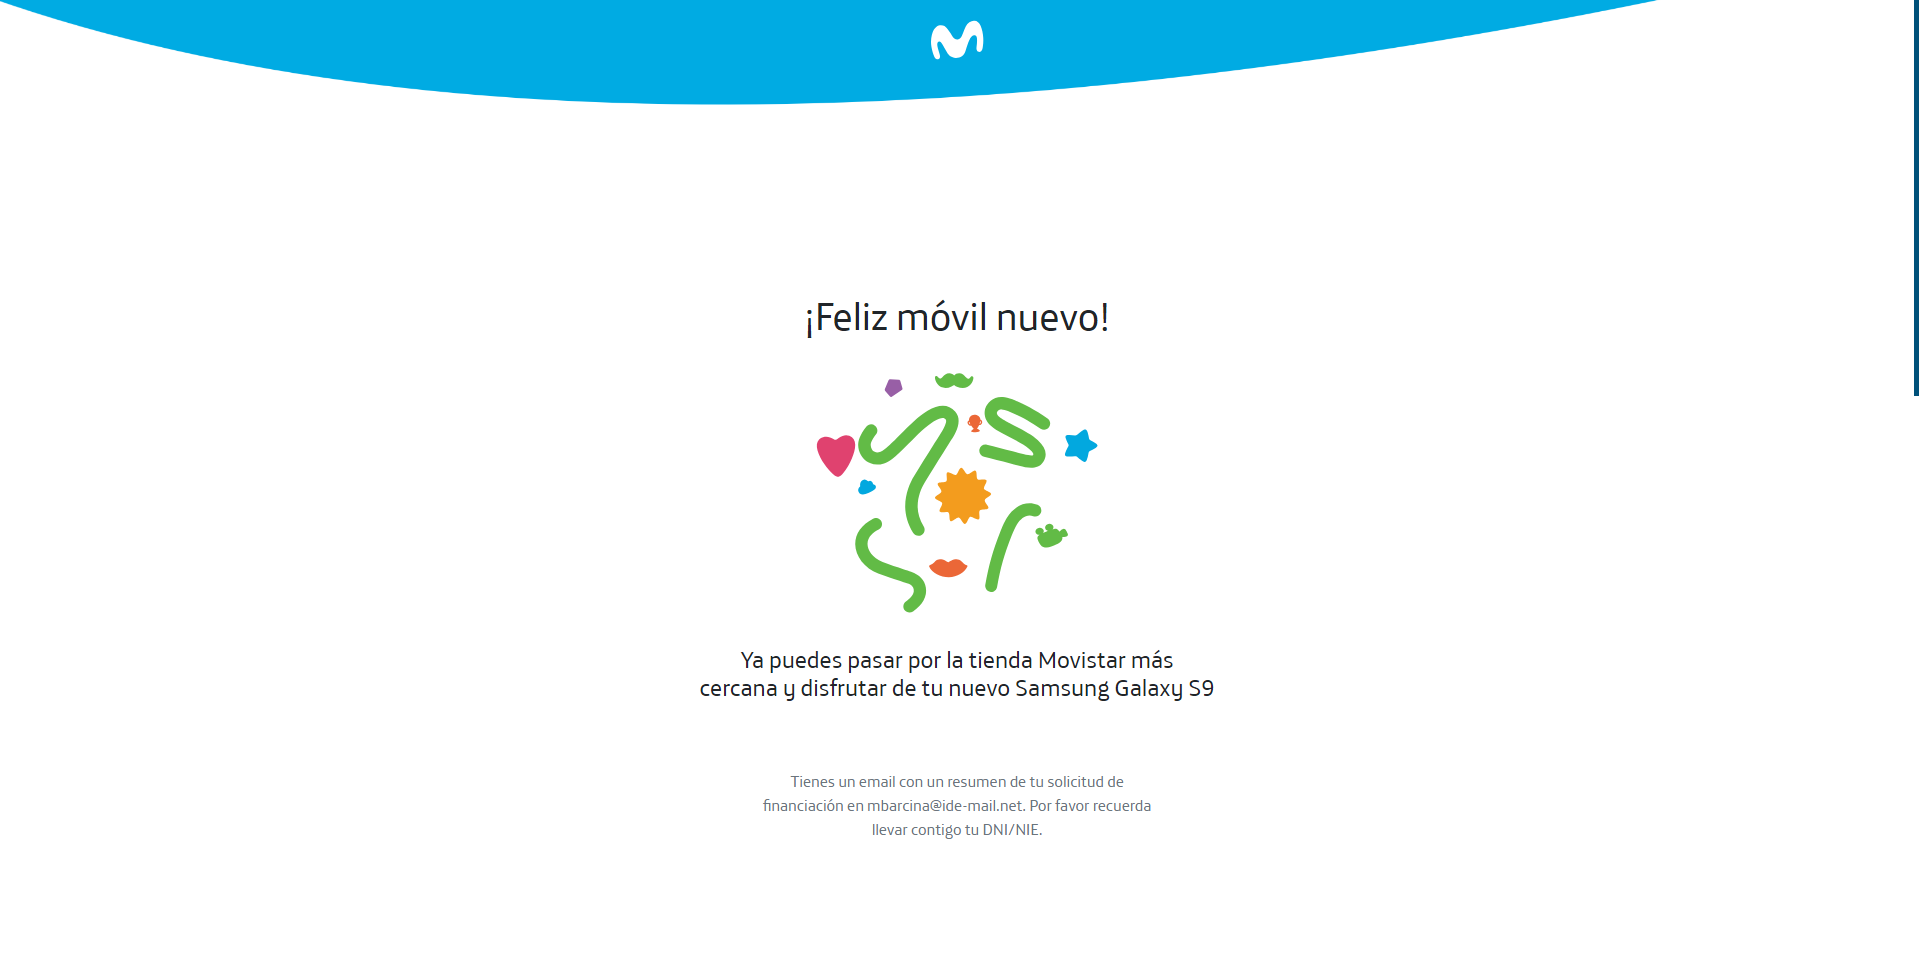 ¡Feliz móvil nuevo!
Ya puedes pasar por la tienda Movistar más
cercana y disfrutar de tu nuevo Samsung Galaxy S9
Tienes un email con un resumen de tu solicitud de
financiación en mbarcina@ide-mail.net. Por favor recuerda
llevar contigo tu DNI/NIE.